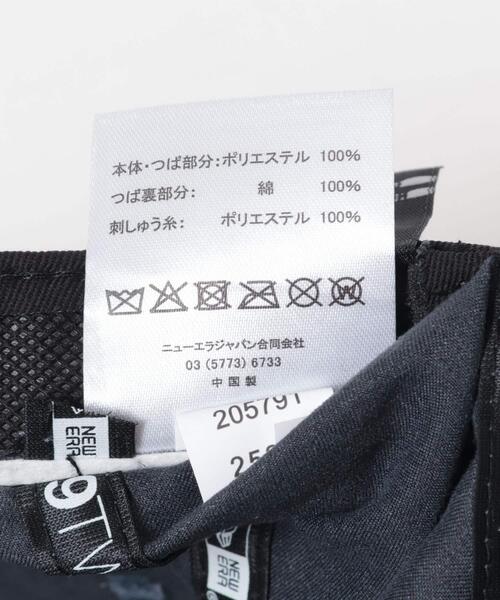 本体・つば部分：ポリエステル 100%
つば裏部分： 綿 100%
刺しゅう糸： ポリエステル 100%
ニューエラジャパン合同会社
03 (5773) 6733
中国製
205791
NEW ERA
9TW
NEW ERA